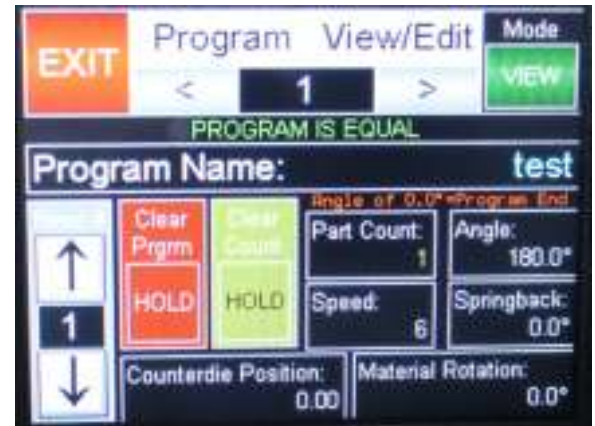 EXIT
Program View/Edit
Mode
VIEW
< 1 >
PROGRAM IS EQUAL
Program Name: test
Angle of 0.0°=Program End
Clear
Prgrm
HOLD
Clear
Count
HOLD
Part Count:
1
Angle:
180.0°
1
Speed:
6
Springback:
0.0°
Counterdie Position:
0.00
Material Rotation:
0.0°